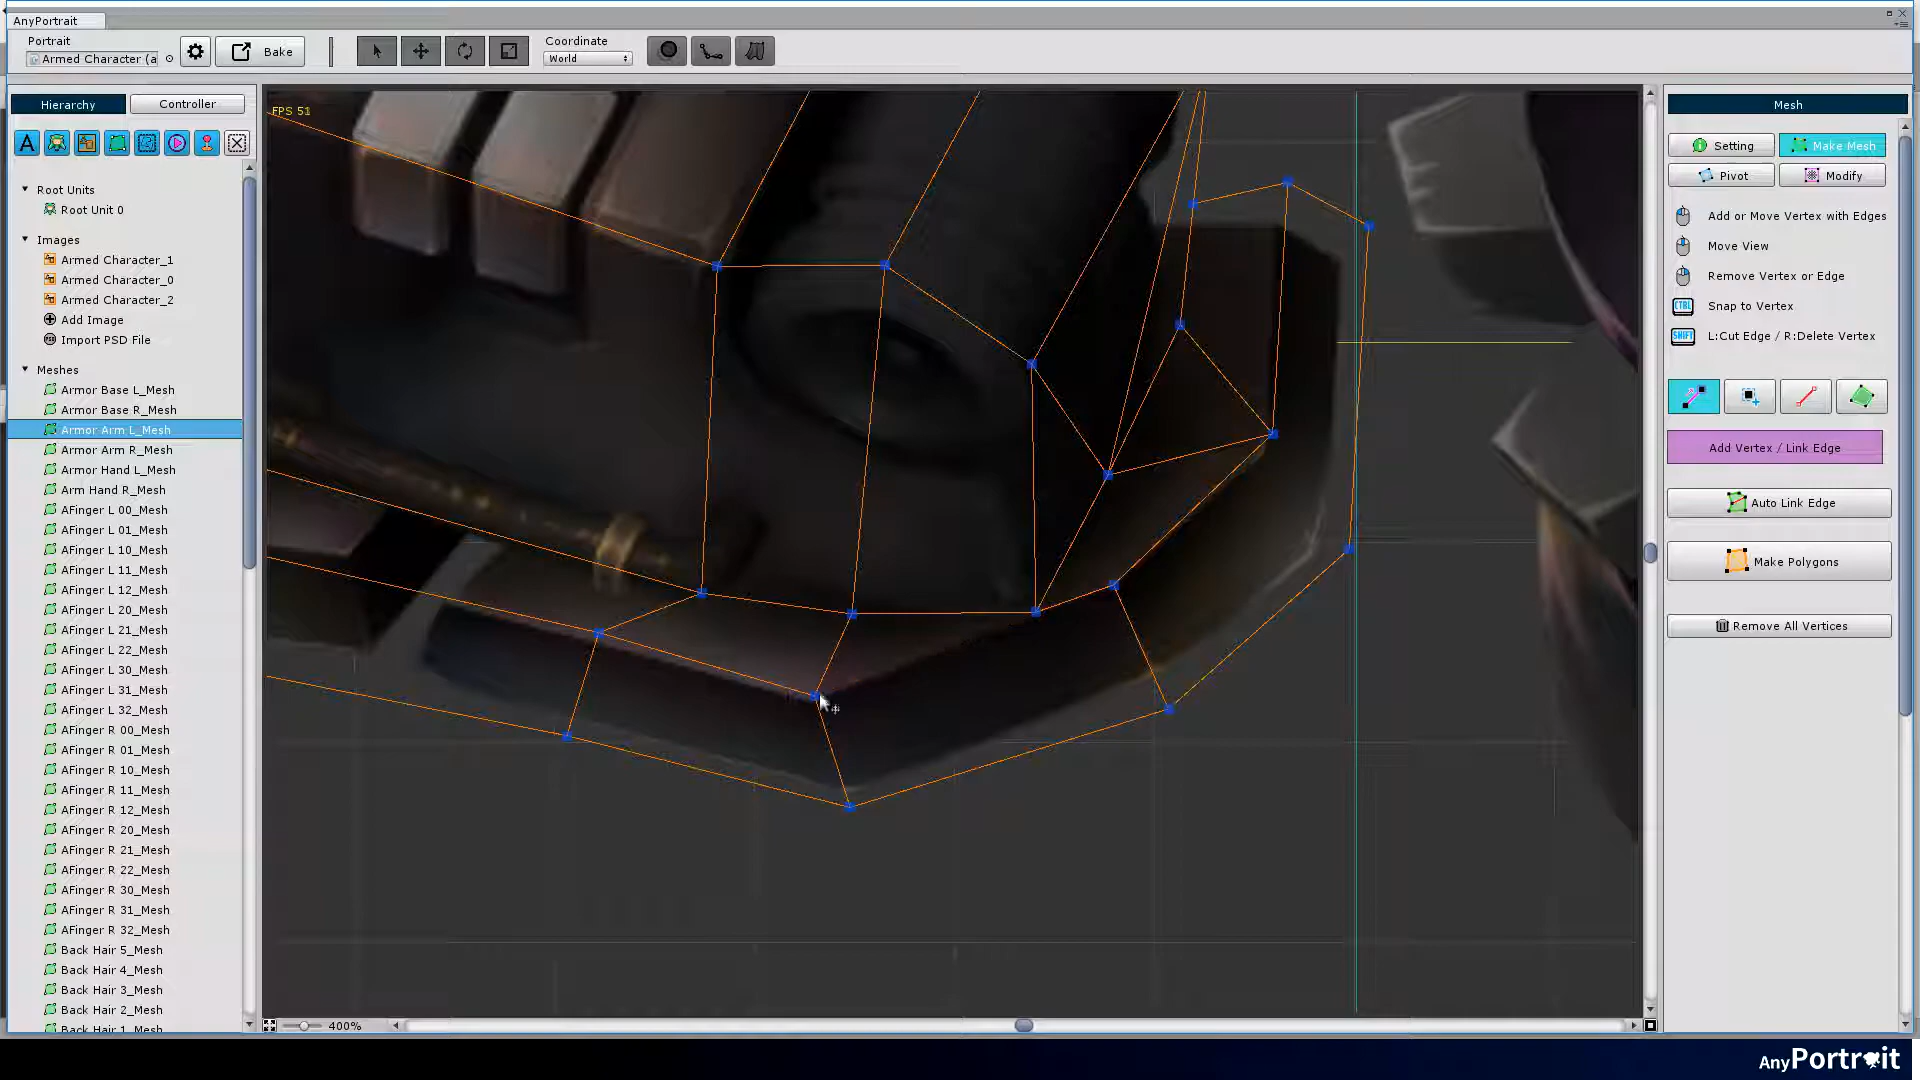 AnyPortrait
Portrait
Armed Character (a
Bake
Coordinate
World
Hierarchy
Controller
FPS 51
Root Units
Root Unit 0
Images
Armed Character_1
Armed Character_0
Armed Character_2
Add Image
Import PSD File
Meshes
Armor Base L_Mesh
Armor Base R_Mesh
Armor Arm L_Mesh
Armor Arm R_Mesh
Armor Hand L_Mesh
Arm Hand R_Mesh
AFinger L 00_Mesh
AFinger L 01_Mesh
AFinger L 10_Mesh
AFinger L 11_Mesh
AFinger L 12_Mesh
AFinger L 20_Mesh
AFinger L 21_Mesh
AFinger L 22_Mesh
AFinger L 30_Mesh
AFinger L 31_Mesh
AFinger L 32_Mesh
AFinger R 00_Mesh
AFinger R 01_Mesh
AFinger R 10_Mesh
AFinger R 11_Mesh
AFinger R 12_Mesh
AFinger R 20_Mesh
AFinger R 21_Mesh
AFinger R 22_Mesh
AFinger R 30_Mesh
AFinger R 31_Mesh
AFinger R 32_Mesh
Back Hair 5_Mesh
Back Hair 4_Mesh
Back Hair 3_Mesh
Back Hair 2_Mesh
Back Hair 1_Mesh
400%
Mesh
Setting
Make Mesh
Pivot
Modify
Add or Move Vertex with Edges
Move View
Remove Vertex or Edge
CTRL Snap to Vertex
SHIFT L:Cut Edge / R:Delete Vertex
Add Vertex / Link Edge
Auto Link Edge
Make Polygons
Remove All Vertices
AnyPortrait